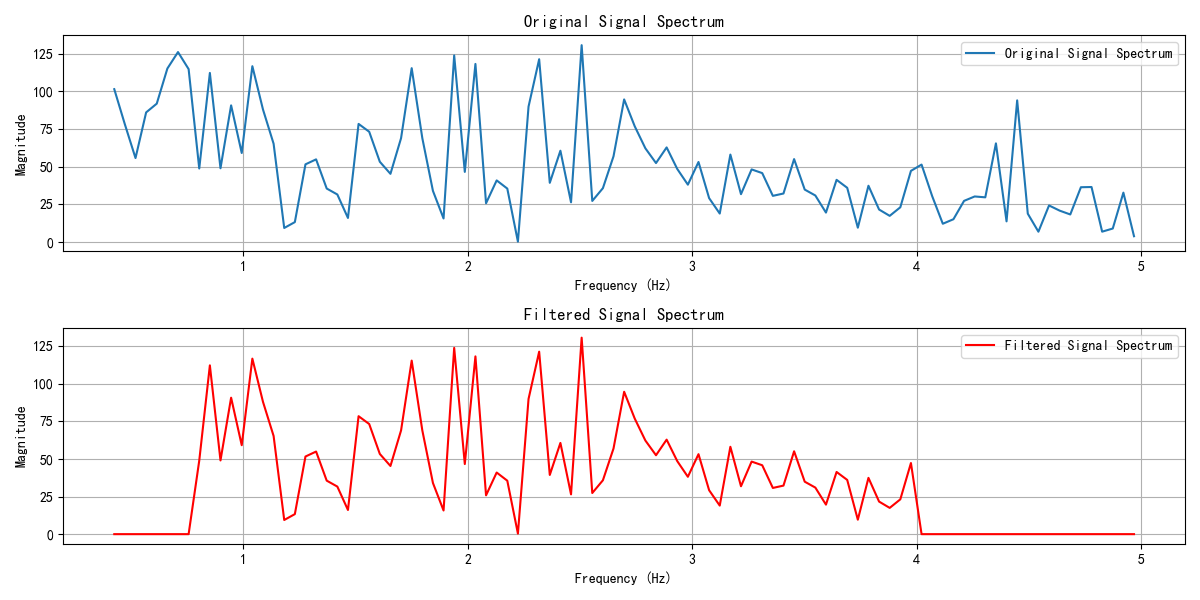 Original Signal Spectrum
Original Signal Spectrum
Magnitude
125
100
75
50
25
0
1 2 3 4 5
Frequency (Hz)
Filtered Signal Spectrum
Filtered Signal Spectrum
Magnitude
125
100
75
50
25
0
1 2 3 4 5
Frequency (Hz)